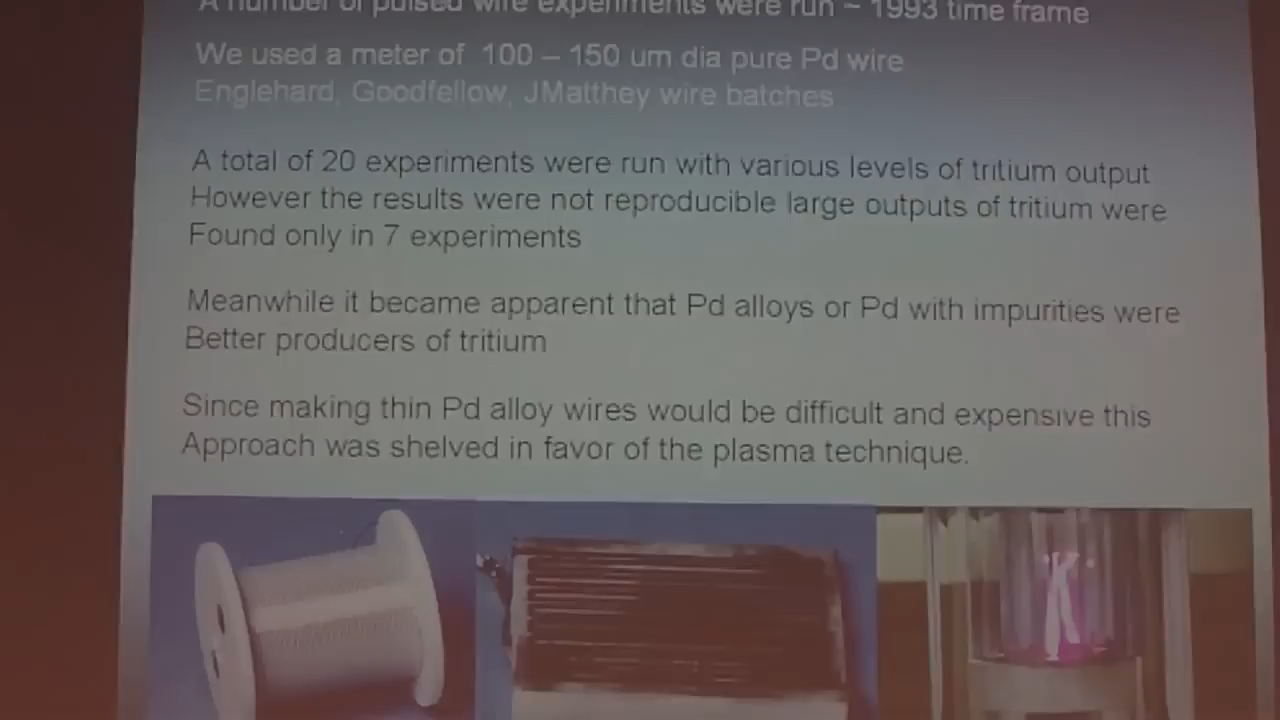 A number of pulsed wire experiments were run ~ 1993 time frame
We used a meter of 100 – 150 um dia pure Pd wire
Englehard, Goodfellow, JMatthey wire batches
A total of 20 experiments were run with various levels of tritium output
However the results were not reproducible large outputs of tritium were
Found only in 7 experiments
Meanwhile it became apparent that Pd alloys or Pd with impurities were
Better producers of tritium
Since making thin Pd alloy wires would be difficult and expensive this
Approach was shelved in favor of the plasma technique.